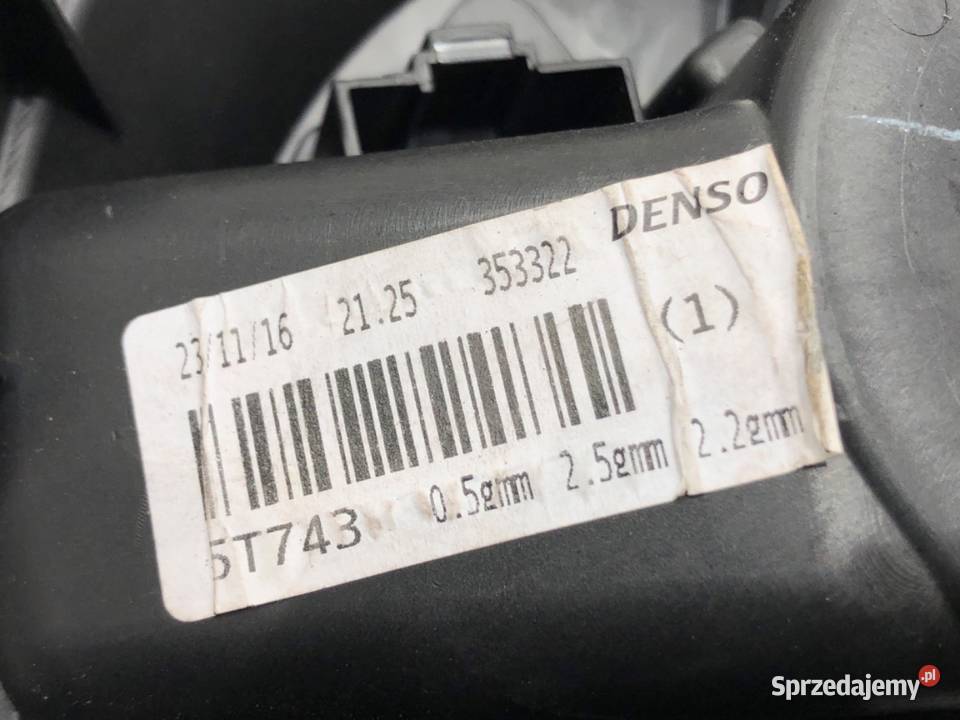 DENSO
23/11/16 21.25 353322
(1)
5T743 0.5gmm 2.5gmm 2.2gmm
Sprzedajemy.pl